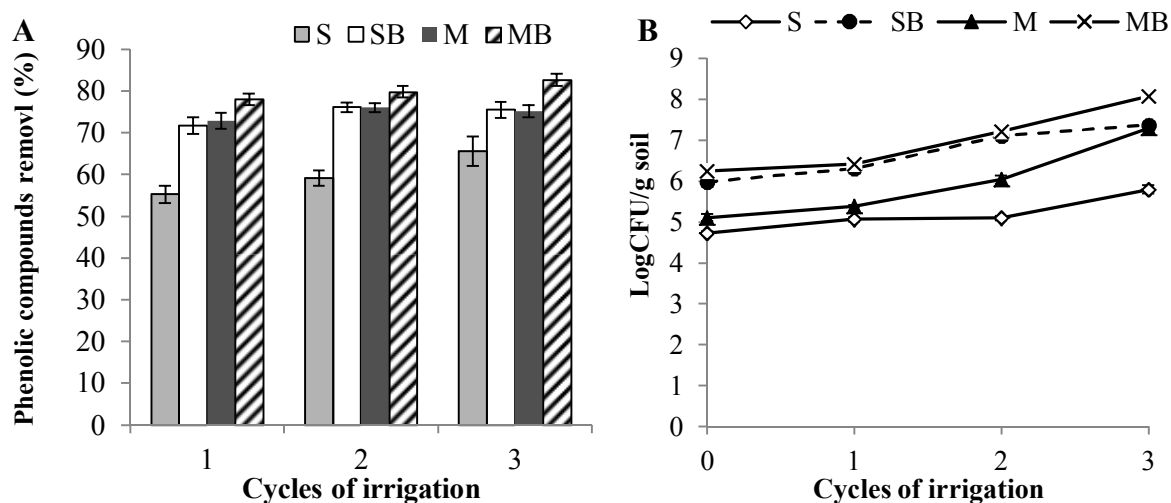 A
S SB M MB
Phenolic compounds removl (%)
90
80
70
60
50
40
30
20
10
0
1 2 3
Cycles of irrigation
B
S SB M MB
LogCFU/g soil
9
8
7
6
5
4
3
2
1
0
0 1 2 3
Cycles of irrigation